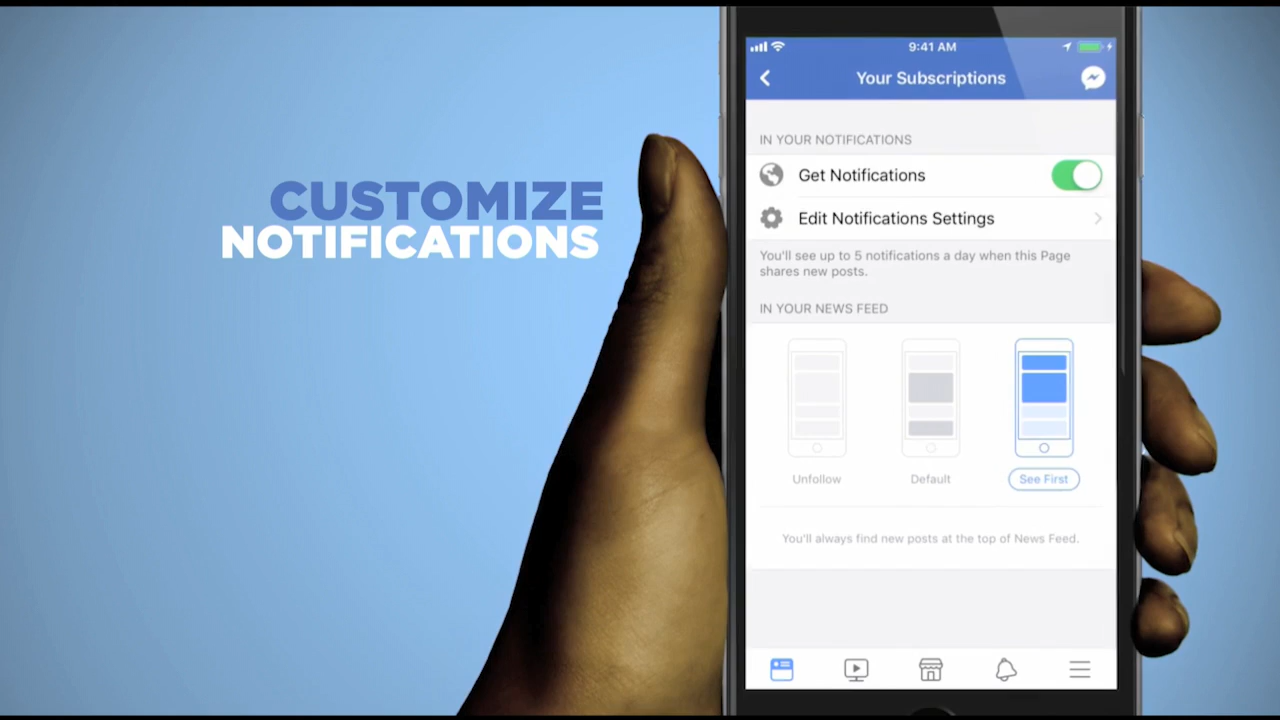 CUSTOMIZE
NOTIFICATIONS
9:41 AM
Your Subscriptions
IN YOUR NOTIFICATIONS
Get Notifications
Edit Notifications Settings
You'll see up to 5 notifications a day when this Page
shares new posts.
IN YOUR NEWS FEED
Unfollow
Default
See First
You'll always find new posts at the top of News Feed.